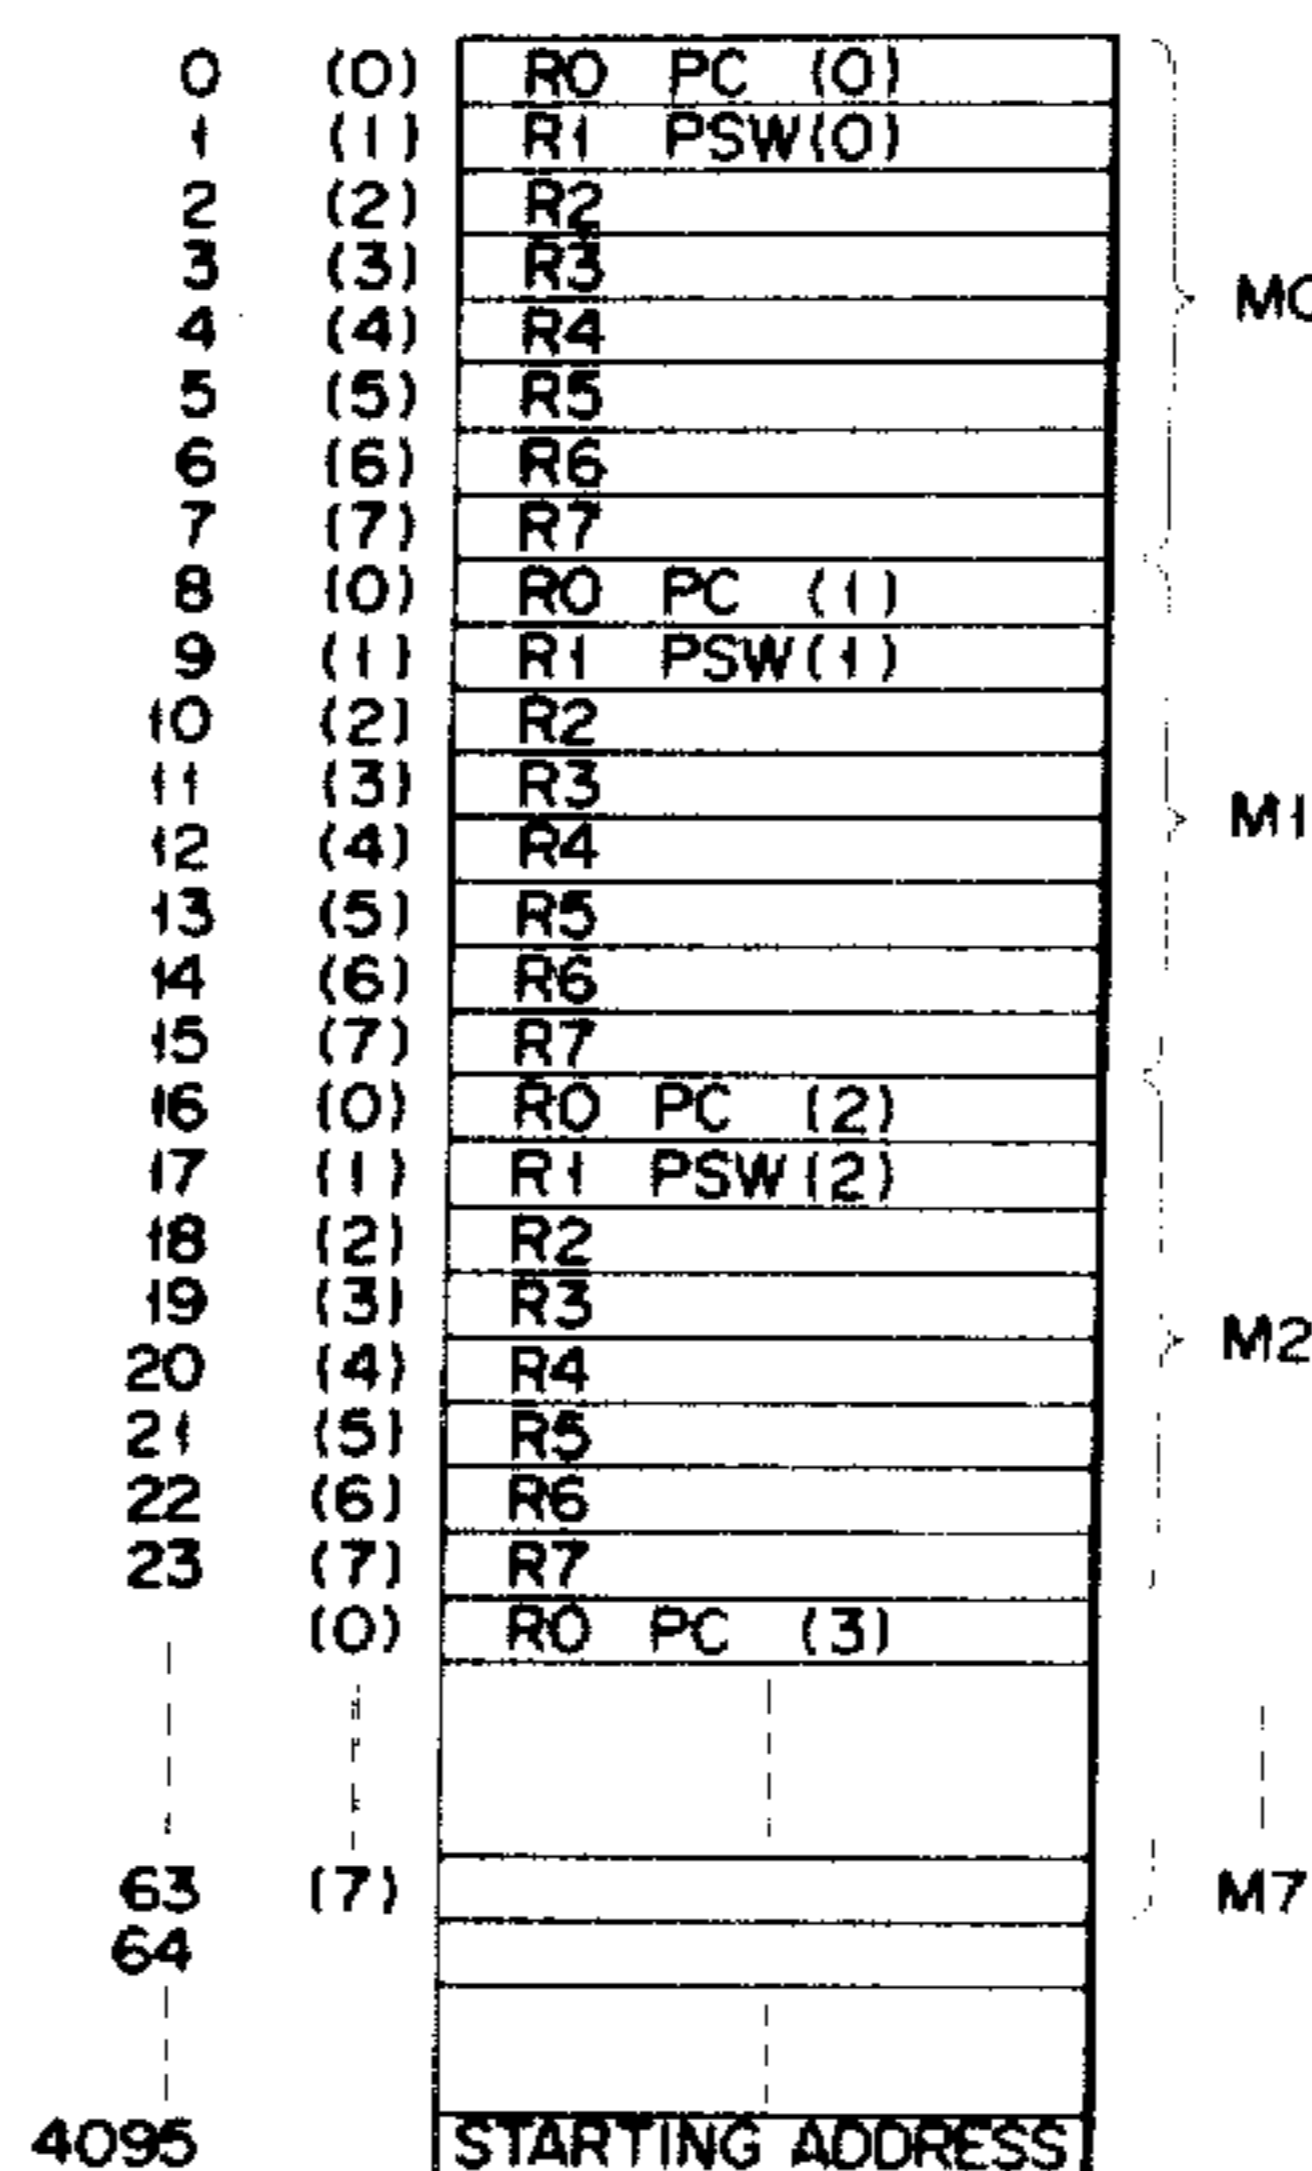 0 (0) R0 PC (0)
1 (1) R1 PSW(0)
2 (2) R2
3 (3) R3
4 (4) R4 M0
5 (5) R5
6 (6) R6
7 (7) R7
8 (0) R0 PC (1)
9 (1) R1 PSW(1)
10 (2) R2
11 (3) R3
12 (4) R4 M1
13 (5) R5
14 (6) R6
15 (7) R7
16 (0) R0 PC (2)
17 (1) R1 PSW(2)
18 (2) R2
19 (3) R3
20 (4) R4 M2
21 (5) R5
22 (6) R6
23 (7) R7
(0) R0 PC (3)
63 (7) M7
64
4095 STARTING ADDRESS